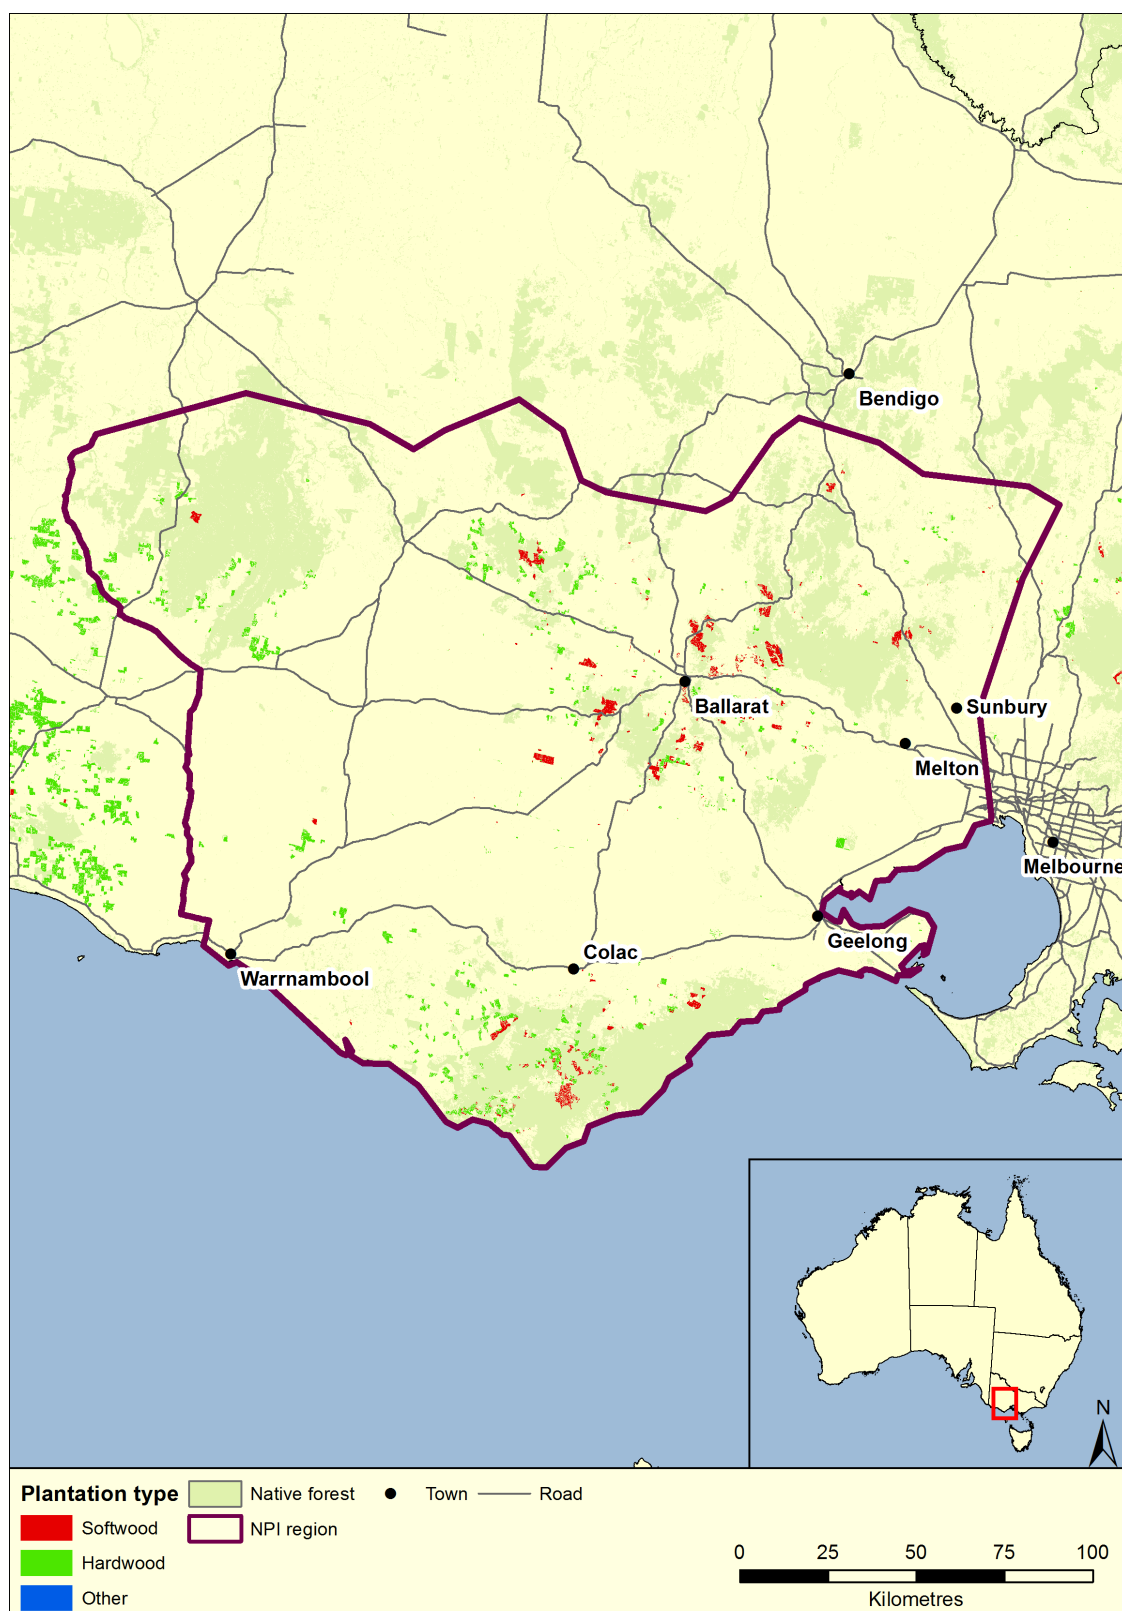 Bendigo
Ballarat
Sunbury
Melton
Melbourne
Geelong
Colac
Warrnambool
N
Plantation type
Native forest
Town
Road
Softwood
NPI region
Hardwood
Other
0 25 50 75 100
Kilometres